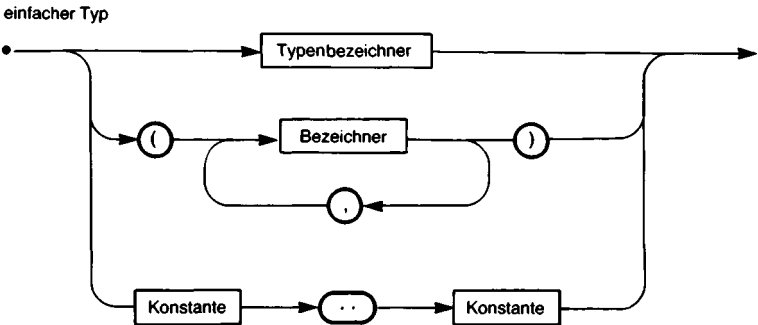 einfacher Typ
Typenbezeichner
( Bezeichner )
,
Konstante .. Konstante